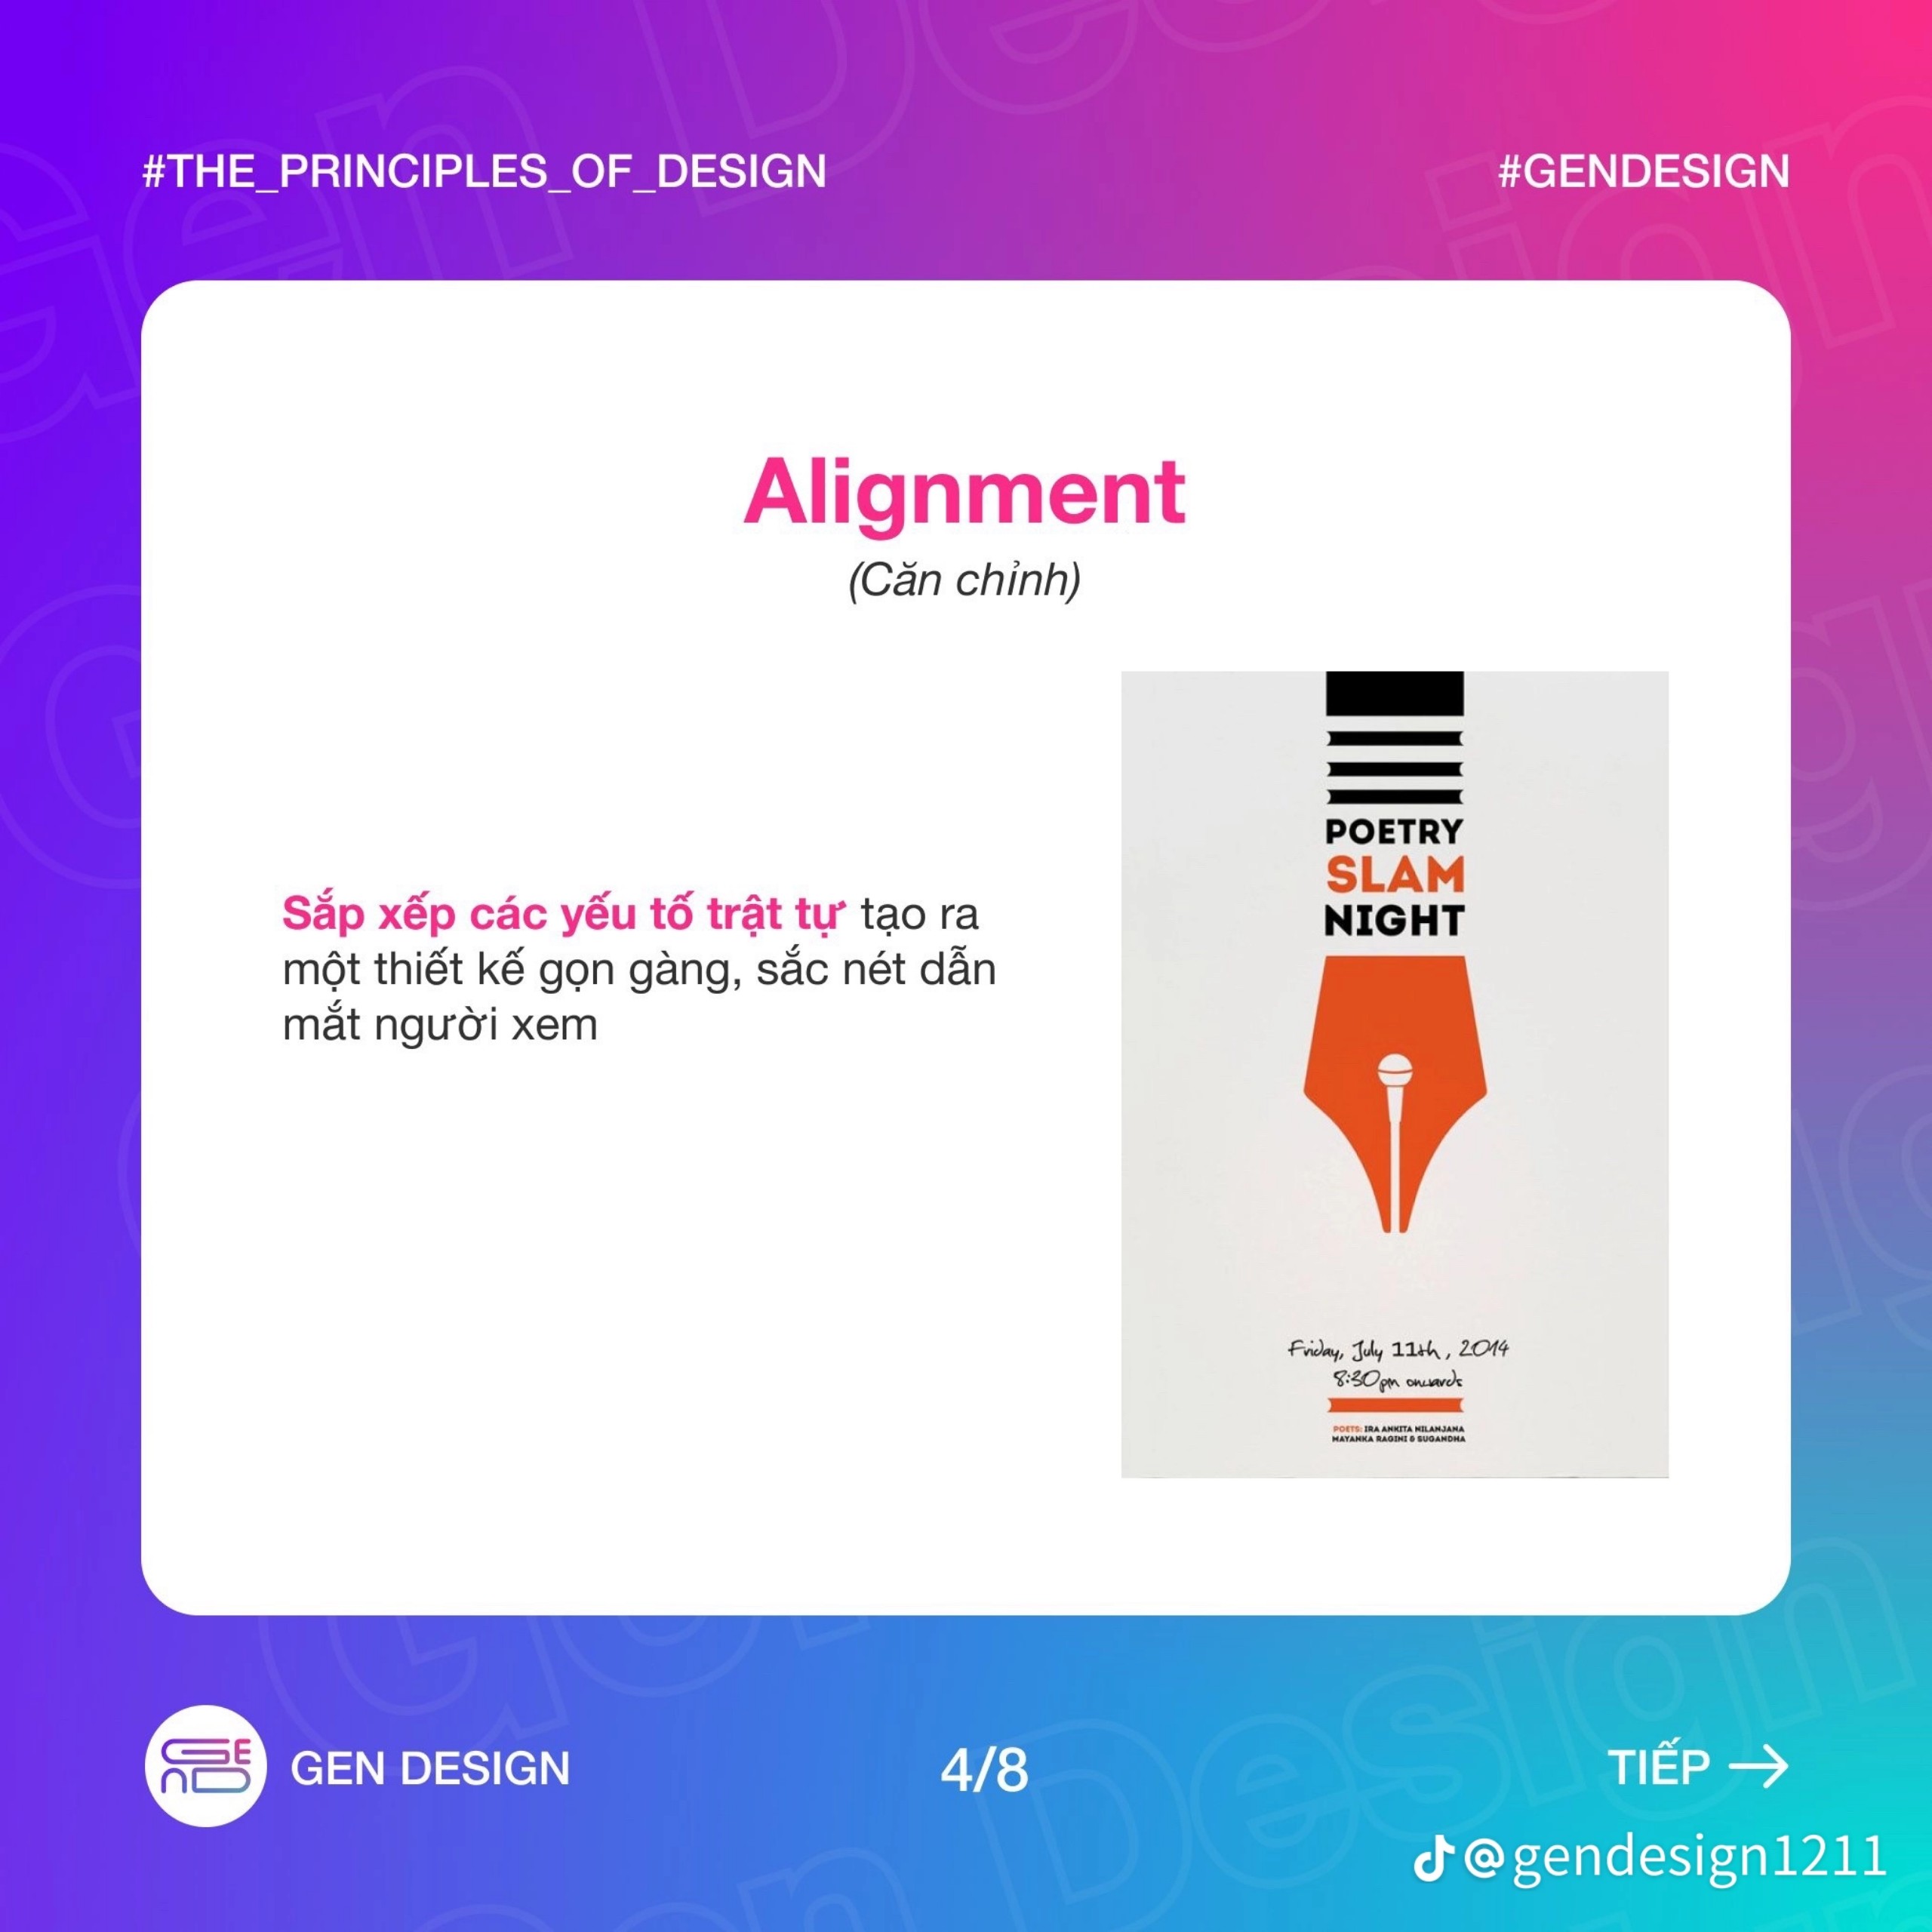 #THE_PRINCIPLES_OF_DESIGN
#GENDESIGN
Alignment
(Căn chỉnh)
Sắp xếp các yếu tố trật tự tạo ra
một thiết kế gọn gàng, sắc nét dẫn
mắt người xem
POETRY
SLAM
NIGHT
Friday, July 11th, 2014
8:30pm onwards
POETS: IRA ANKITA NILANJANA
MAYANKA RAGINI & SUGANDHA
GEN DESIGN
4/8
TIẾP →
@gendesign1211